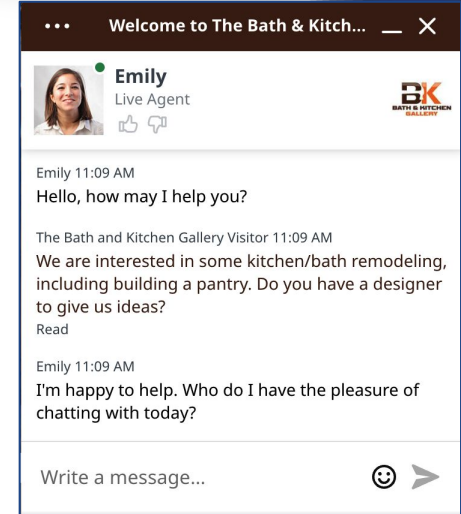 Welcome to The Bath & Kitch...
Emily
Live Agent
BK
BATH & KITCHEN
GALLERY
Emily 11:09 AM
Hello, how may I help you?
The Bath and Kitchen Gallery Visitor 11:09 AM
We are interested in some kitchen/bath remodeling,
including building a pantry. Do you have a designer
to give us ideas?
Read
Emily 11:09 AM
I'm happy to help. Who do I have the pleasure of
chatting with today?
Write a message...